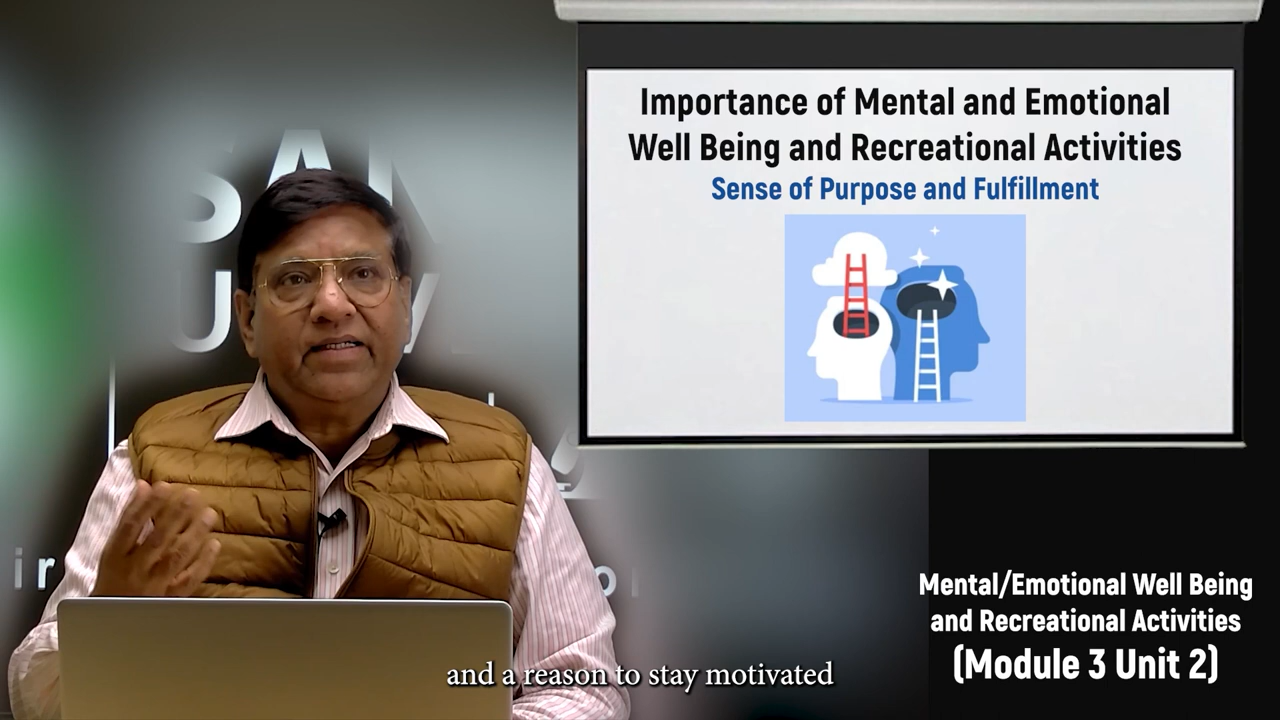 Importance of Mental and Emotional
Well Being and Recreational Activities
Sense of Purpose and Fulfillment
and a reason to stay motivated
Mental/Emotional Well Being
and Recreational Activities
(Module 3 Unit 2)